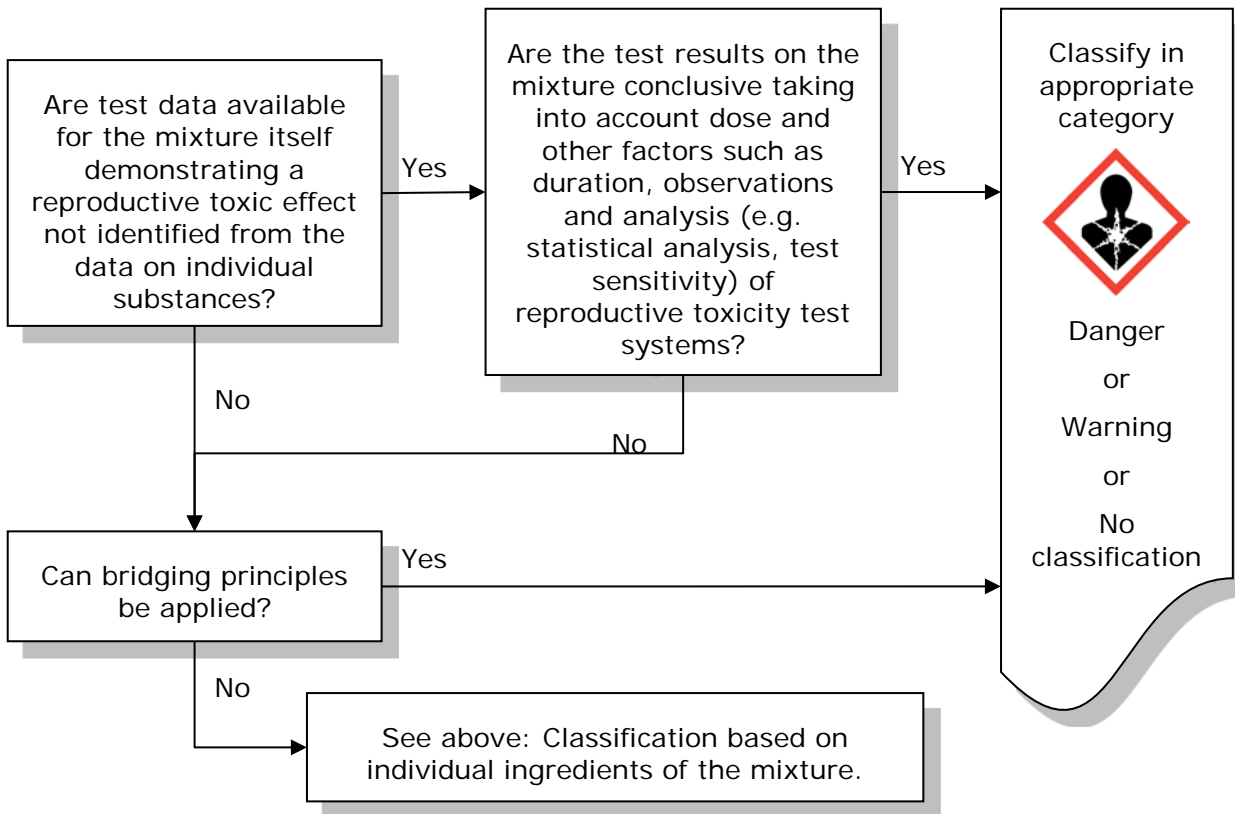 Are test data available
for the mixture itself
demonstrating a
reproductive toxic effect
not identified from the
data on individual
substances?
Yes
No
Are the test results on the
mixture conclusive taking
into account dose and
other factors such as
duration, observations
and analysis (e.g.
statistical analysis, test
sensitivity) of
reproductive toxicity test
systems?
Yes
No
Classify in
appropriate
category
Danger
or
Warning
or
No
classification
Can bridging principles
be applied?
Yes
No
See above: Classification based on
individual ingredients of the mixture.